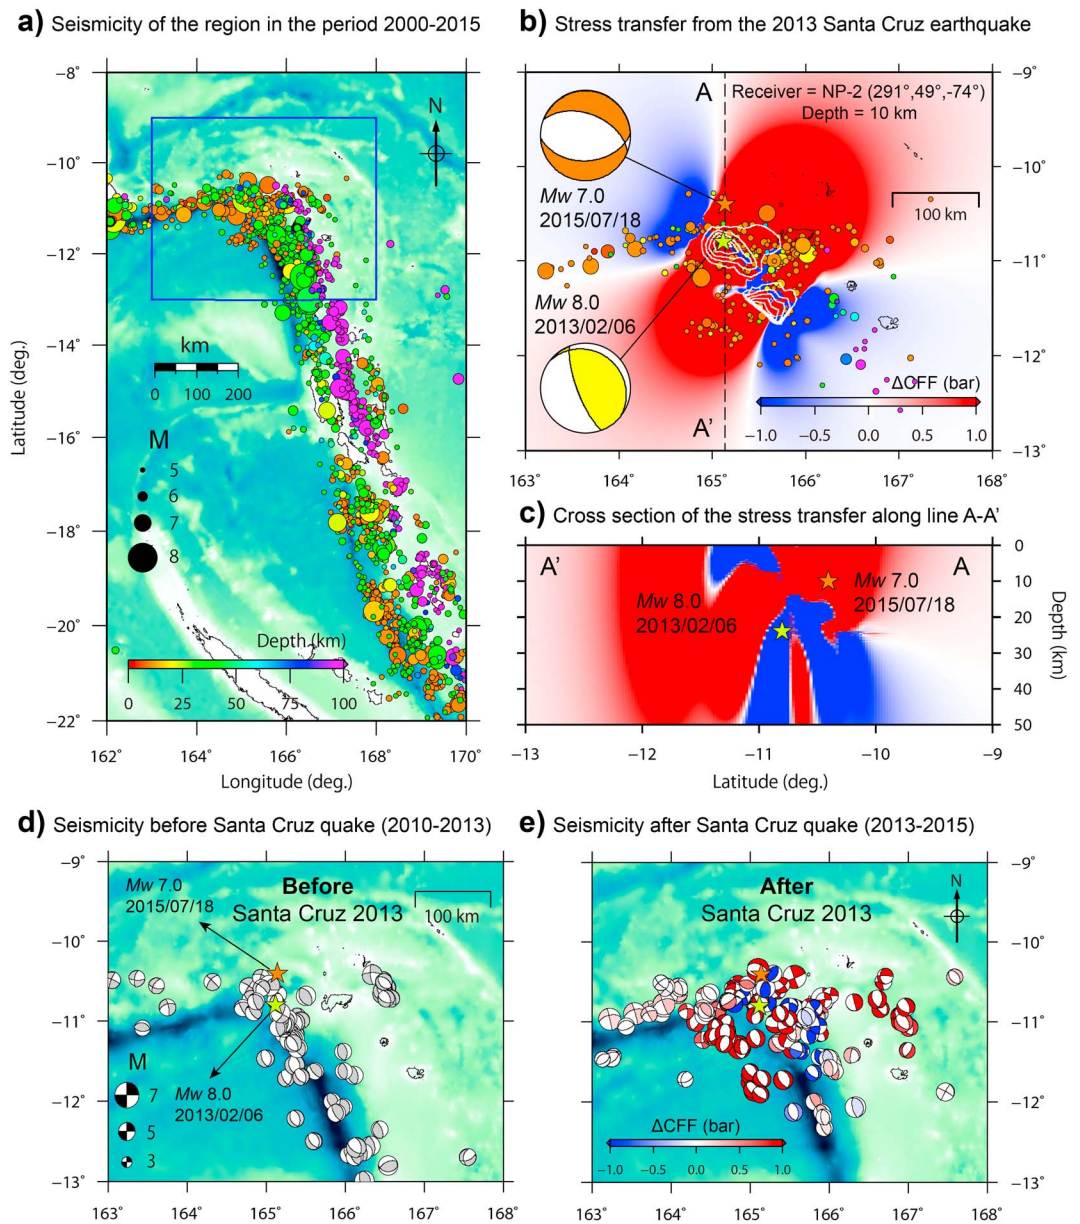 a) Seismicity of the region in the period 2000-2015
−8°
−10°
−12°
−14°
−16°
−18°
−20°
−22°
Latitude (deg.)
N
km
0 50 100 200
M
5
6
7
8
Depth (km)
0 25 50 75 100
162° 164° 166° 168° 170°
Longitude (deg.)
b) Stress transfer from the 2013 Santa Cruz earthquake
A
Receiver = NP-2 (291°,49°,-74°)
Depth = 10 km
Mw 7.0
2015/07/18
100 km
Mw 8.0
2013/02/06
A’
ΔCFF (bar)
−1.0 −0.5 0.0 0.5 1.0
−9°
−10°
−11°
−12°
−13°
163° 164° 165° 166° 167° 168°
c) Cross section of the stress transfer along line A-A’
A’
A
Mw 8.0
2013/02/06
Mw 7.0
2015/07/18
0
10
20
30
40
50
Depth (km)
−13 −12 −11 −10 −9
Latitude (deg.)
d) Seismicity before Santa Cruz quake (2010-2013)
−9°
−10°
−11°
−12°
−13°
Mw 7.0
2015/07/18
Before
Santa Cruz 2013
100 km
M
7
5
3
Mw 8.0
2013/02/06
163° 164° 165° 166° 167° 168°
e) Seismicity after Santa Cruz quake (2013-2015)
After
Santa Cruz 2013
N
ΔCFF (bar)
−1.0 −0.5 0.0 0.5 1.0
−9°
−10°
−11°
−12°
−13°
163° 164° 165° 166° 167° 168°